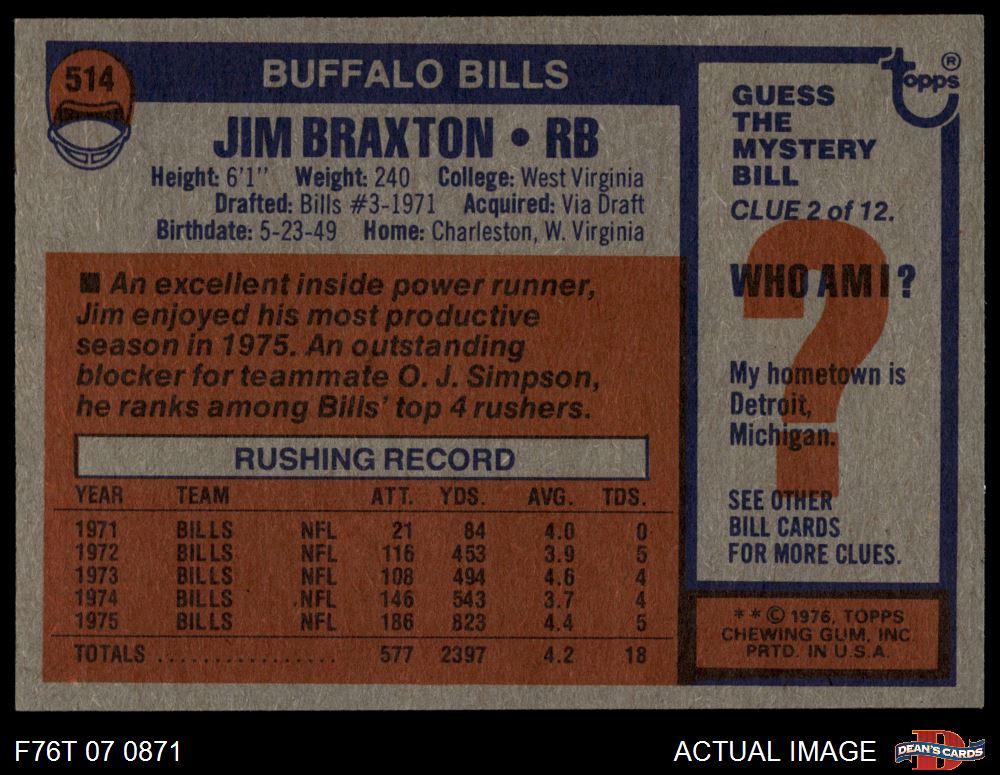 514
BUFFALO BILLS
JIM BRAXTON • RB
Height: 6'1'' Weight: 240 College: West Virginia
Drafted: Bills #3-1971 Acquired: Via Draft
Birthdate: 5-23-49 Home: Charleston, W. Virginia
■ An excellent inside power runner,
Jim enjoyed his most productive
season in 1975. An outstanding
blocker for teammate O. J. Simpson,
he ranks among Bills' top 4 rushers.
RUSHING RECORD
YEAR TEAM ATT. YDS. AVG. TDS.
1971 BILLS NFL 21 84 4.0 0
1972 BILLS NFL 116 453 3.9 5
1973 BILLS NFL 108 494 4.6 4
1974 BILLS NFL 146 543 3.7 4
1975 BILLS NFL 186 823 4.4 5
TOTALS ................. 577 2397 4.2 18
Topps ®
GUESS
THE
MYSTERY
BILL
CLUE 2 of 12.
WHO AM I?
?
My hometown is
Detroit,
Michigan.
SEE OTHER
BILL CARDS
FOR MORE CLUES.
* * © 1976, TOPPS
CHEWING GUM, INC.
PRTD. IN U.S.A.
F76T 07 0871
ACTUAL IMAGE
D
DEAN'S CARDS